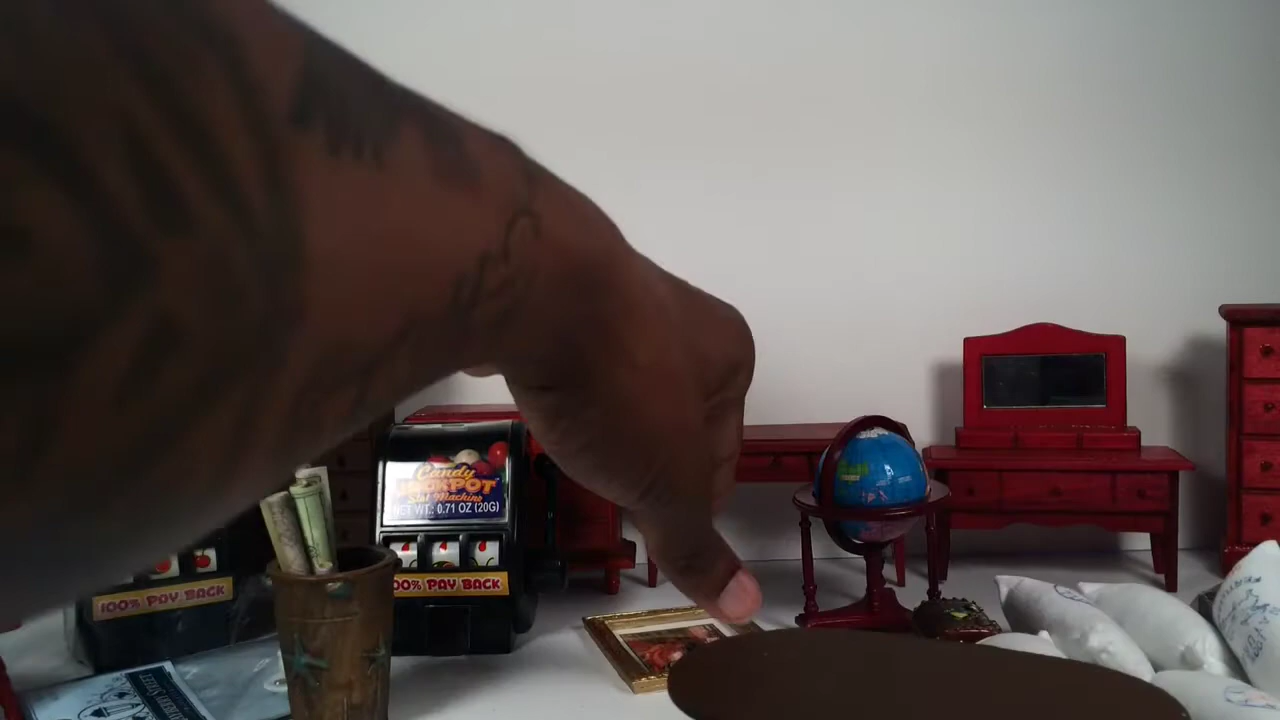 Candy
JACKPOT
Slot Machine
NET WT.: 0.71 OZ (20G)
100% PAY BACK
100% PAY BACK